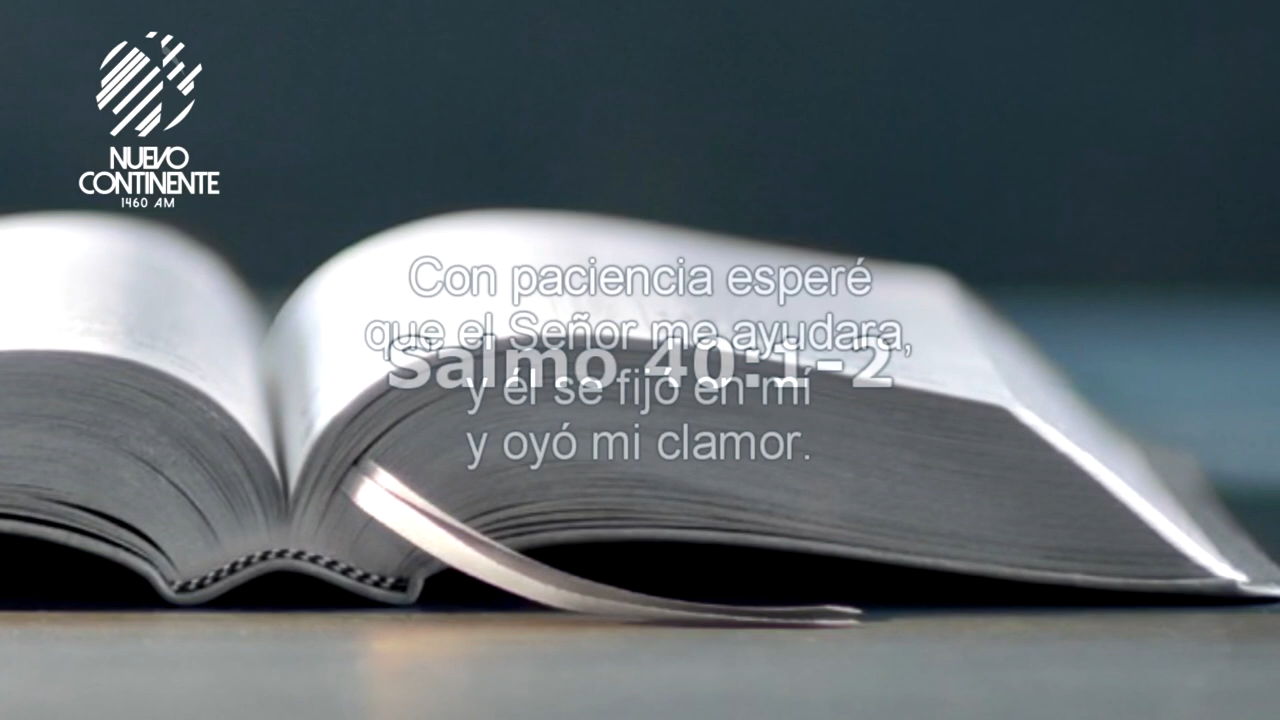 NUEVO
CONTINENTE
1460 AM
Con paciencia esperé
que el Señor me ayudara,
Salmo 40:1-2
y él se fijó en mí
y oyó mi clamor.